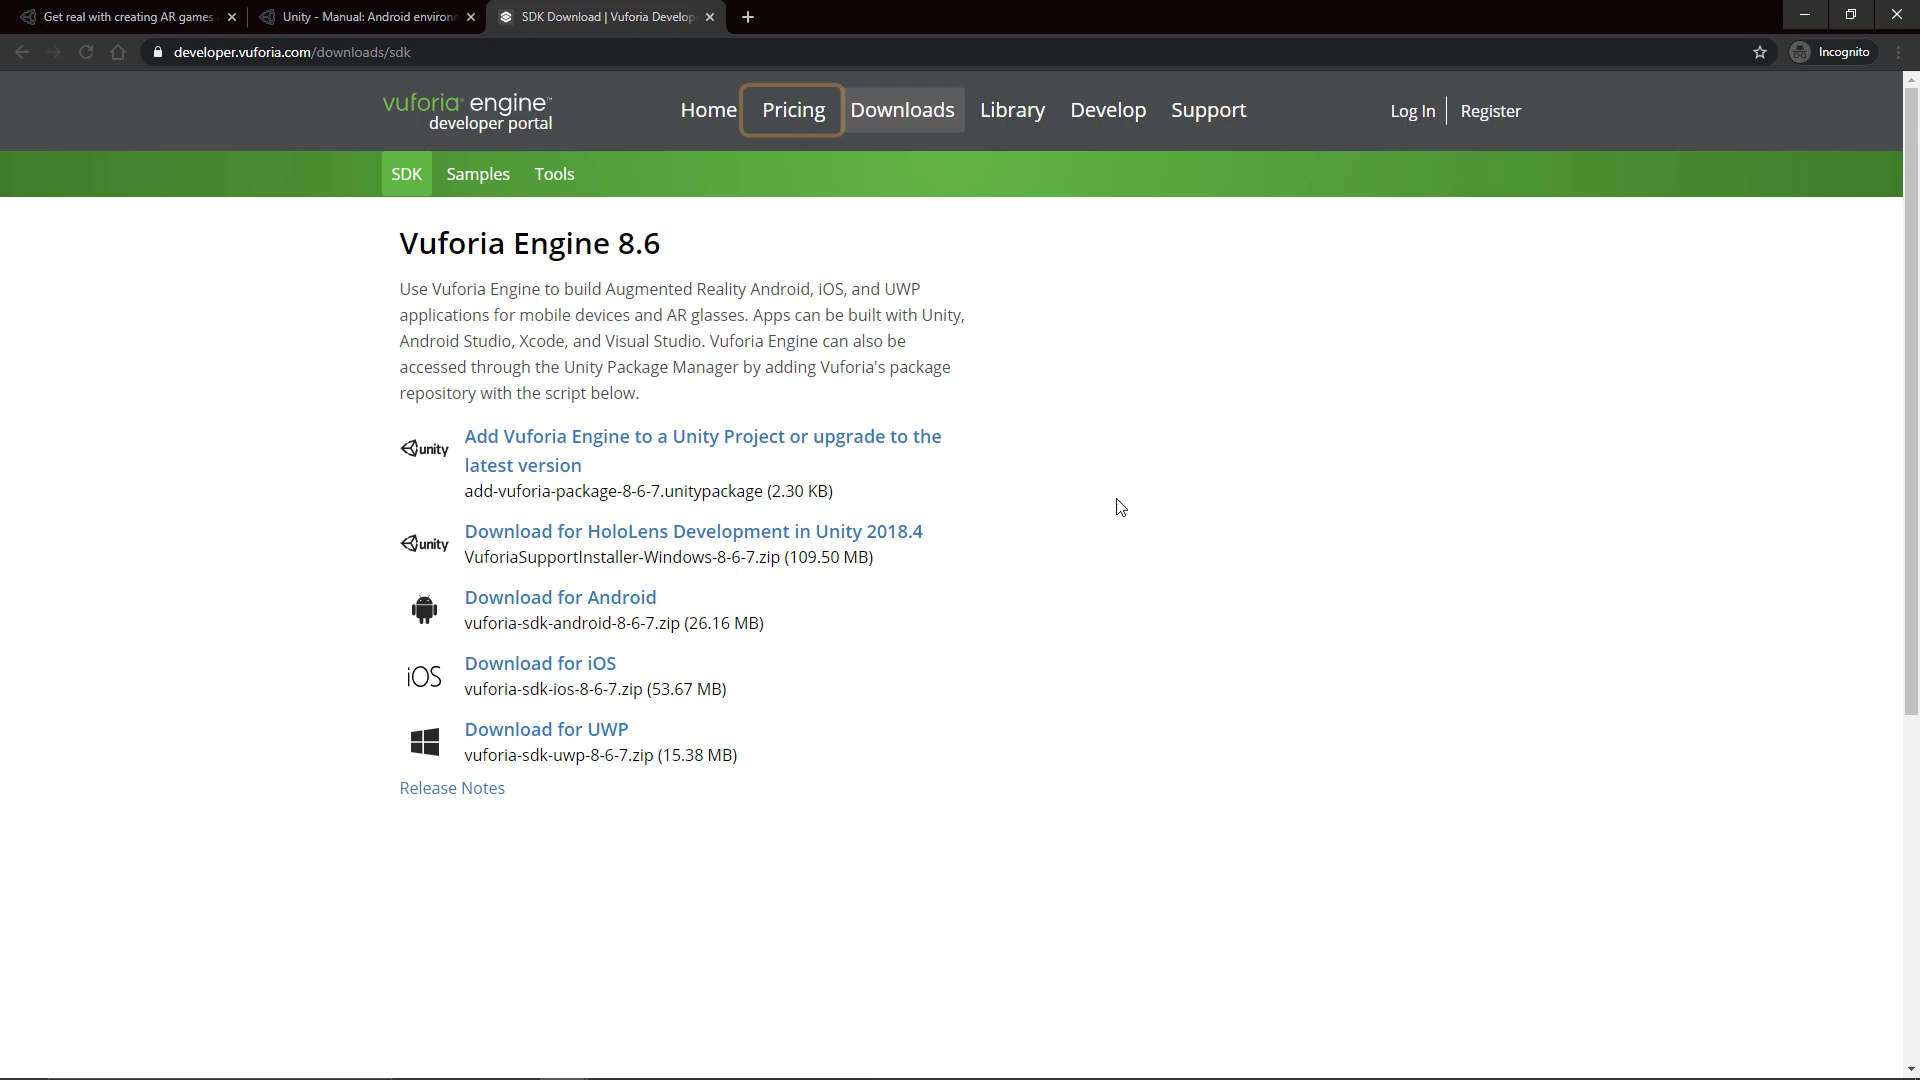 Get real with creating AR games
Unity - Manual: Android environm
SDK Download | Vuforia Develop
developer.vuforia.com/downloads/sdk
Incognito
vuforia engine™
developer portal
Home Pricing Downloads Library Develop Support
Log In Register
SDK Samples Tools
Vuforia Engine 8.6
Use Vuforia Engine to build Augmented Reality Android, iOS, and UWP
applications for mobile devices and AR glasses. Apps can be built with Unity,
Android Studio, Xcode, and Visual Studio. Vuforia Engine can also be
accessed through the Unity Package Manager by adding Vuforia's package
repository with the script below.
unity
Add Vuforia Engine to a Unity Project or upgrade to the
latest version
add-vuforia-package-8-6-7.unitypackage (2.30 KB)
unity
Download for HoloLens Development in Unity 2018.4
VuforiaSupportInstaller-Windows-8-6-7.zip (109.50 MB)
Download for Android
vuforia-sdk-android-8-6-7.zip (26.16 MB)
iOS
Download for iOS
vuforia-sdk-ios-8-6-7.zip (53.67 MB)
Download for UWP
vuforia-sdk-uwp-8-6-7.zip (15.38 MB)
Release Notes